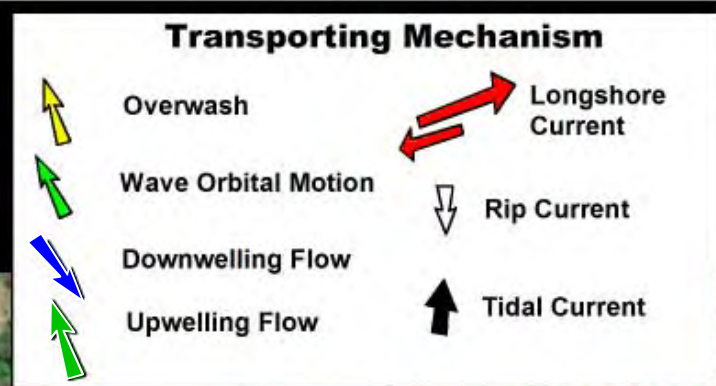 Transporting Mechanism
Overwash
Wave Orbital Motion
Downwelling Flow
Upwelling Flow
Longshore
Current
Rip Current
Tidal Current